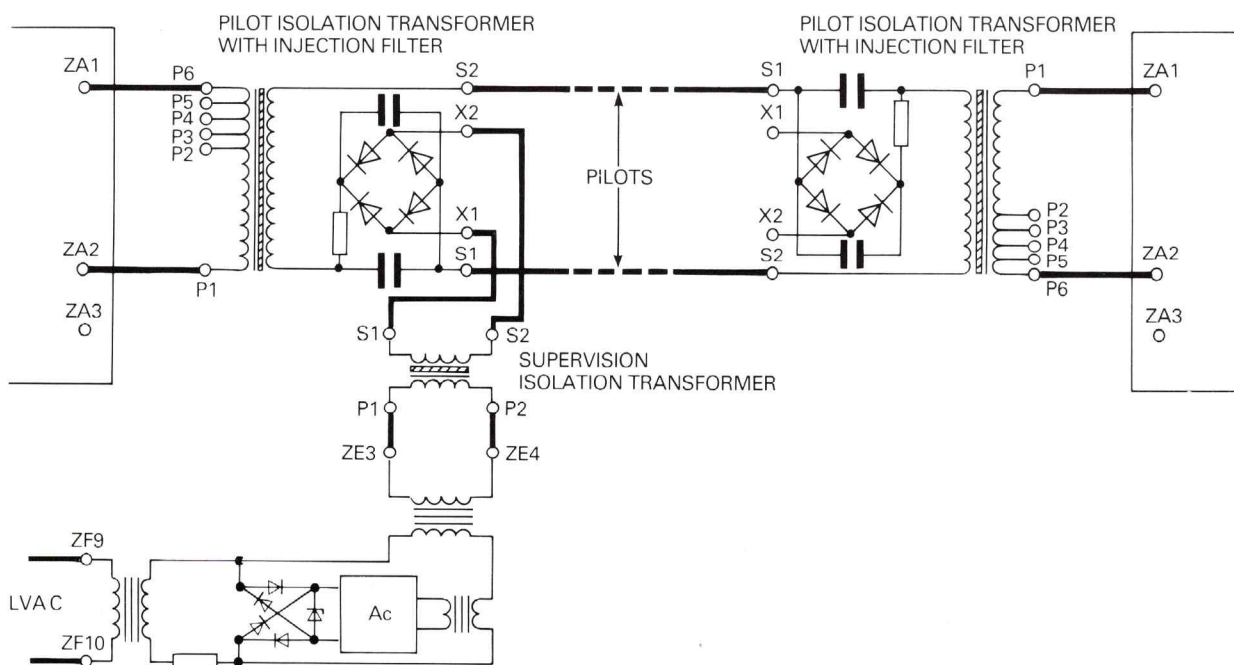 PILOT ISOLATION TRANSFORMER
WITH INJECTION FILTER
PILOT ISOLATION TRANSFORMER
WITH INJECTION FILTER
ZA1
P6
P5
P4
P3
P2
S2
X2
S1
X1
P1
ZA1
PILOTS
X1
S1
X2
S2
P2
P3
P4
P5
P6
ZA2
P1
ZA2
ZA3
ZA3
S1
S2
SUPERVISION
ISOLATION TRANSFORMER
P1
P2
ZE3
ZE4
ZF9
LVAC
Ac
ZF10